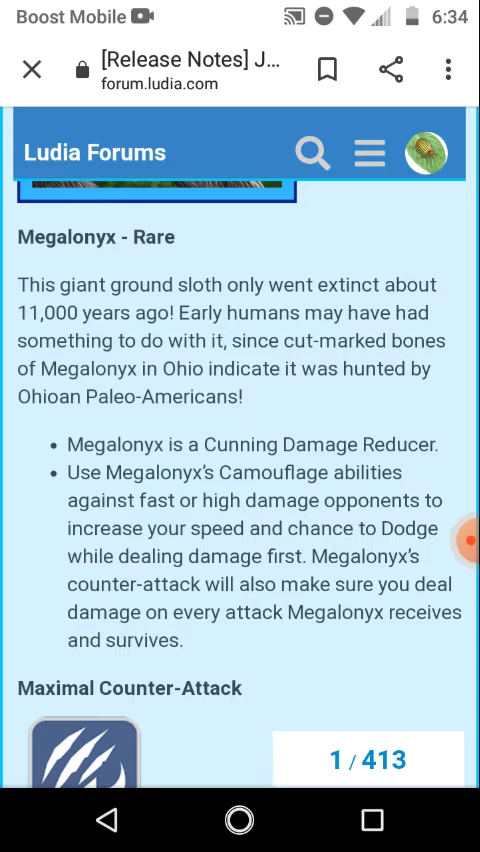 Boost Mobile 6:34
[Release Notes] J...
forum.ludia.com
Ludia Forums
Megalonyx - Rare
This giant ground sloth only went extinct about
11,000 years ago! Early humans may have had
something to do with it, since cut-marked bones
of Megalonyx in Ohio indicate it was hunted by
Ohioan Paleo-Americans!
• Megalonyx is a Cunning Damage Reducer.
• Use Megalonyx’s Camouflage abilities
against fast or high damage opponents to
increase your speed and chance to Dodge
while dealing damage first. Megalonyx’s
counter-attack will also make sure you deal
damage on every attack Megalonyx receives
and survives.
Maximal Counter-Attack
1 / 413